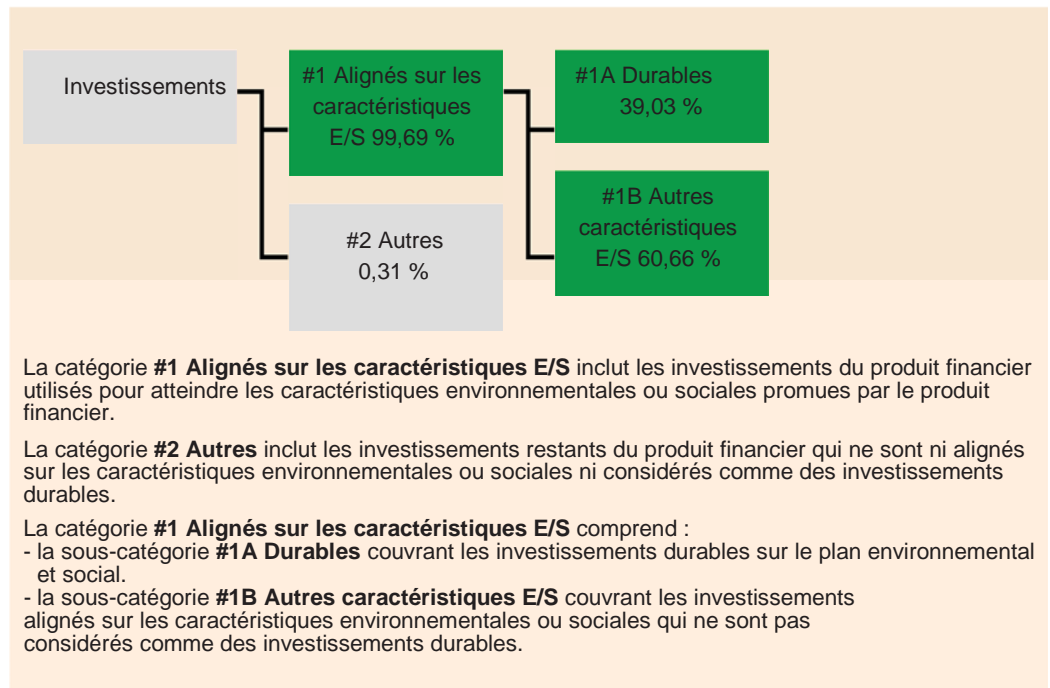 Investissements
#1 Alignés sur les
caractéristiques
E/S 99,69 %
#1A Durables
39,03 %
#1B Autres
caractéristiques
E/S 60,66 %
#2 Autres
0,31 %
La catégorie #1 Alignés sur les caractéristiques E/S inclut les investissements du produit financier
utilisés pour atteindre les caractéristiques environnementales ou sociales promues par le produit
financier.
La catégorie #2 Autres inclut les investissements restants du produit financier qui ne sont ni alignés
sur les caractéristiques environnementales ou sociales ni considérés comme des investissements
durables.
La catégorie #1 Alignés sur les caractéristiques E/S comprend :
- la sous-catégorie #1A Durables couvrant les investissements durables sur le plan environnemental
et social.
- la sous-catégorie #1B Autres caractéristiques E/S couvrant les investissements
alignés sur les caractéristiques environnementales ou sociales qui ne sont pas
considérés comme des investissements durables.